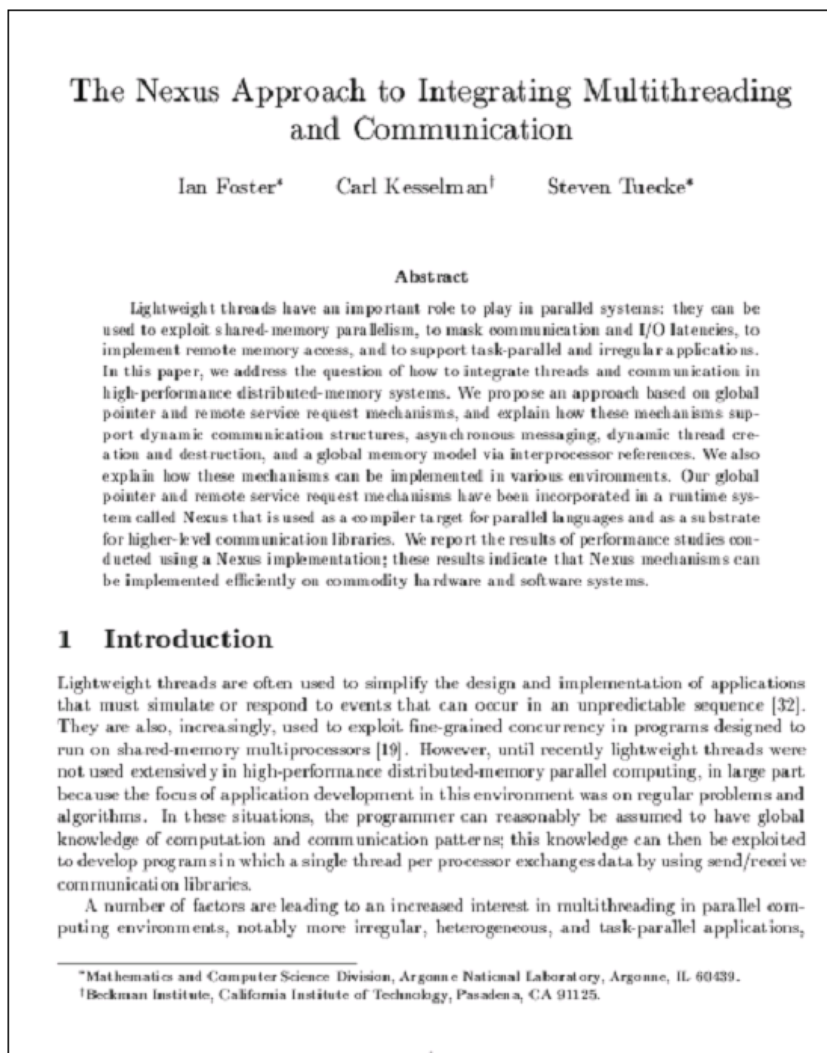 The Nexus Approach to Integrating Multithreading
and Communication
Ian Foster* Carl Kesselman† Steven Tuecke*
Abstract
Lightweight threads have an important role to play in parallel systems: they can be
used to exploit shared-memory parallelism, to mask communication and I/O latencies, to
implement remote memory access, and to support task-parallel and irregular applications.
In this paper, we address the question of how to integrate threads and communication in
high-performance distributed-memory systems. We propose an approach based on global
pointer and remote service request mechanisms, and explain how these mechanisms sup-
port dynamic communication structures, asynchronous messaging, dynamic thread cre-
ation and destruction, and a global memory model via interprocessor references. We also
explain how these mechanisms can be implemented in various environments. Our global
pointer and remote service request mechanisms have been incorporated in a runtime sys-
tem called Nexus that is used as a compiler target for parallel languages and as a substrate
for higher-level communication libraries. We report the results of performance studies con-
ducted using a Nexus implementation; these results indicate that Nexus mechanisms can
be implemented efficiently on commodity hardware and software systems.
1 Introduction
Lightweight threads are often used to simplify the design and implementation of applications
that must simulate or respond to events that can occur in an unpredictable sequence [32].
They are also, increasingly, used to exploit fine-grained concurrency in programs designed to
run on shared-memory multiprocessors [19]. However, until recently lightweight threads were
not used extensively in high-performance distributed-memory parallel computing, in large part
because the focus of application development in this environment was on regular problems and
algorithms. In these situations, the programmer can reasonably be assumed to have global
knowledge of computation and communication patterns; this knowledge can then be exploited
to develop programs in which a single thread per processor exchanges data by using send/receive
communication libraries.
A number of factors are leading to an increased interest in multithreading in parallel com-
puting environments, notably more irregular, heterogeneous, and task-parallel applications,
*Mathematics and Computer Science Division, Argonne National Laboratory, Argonne, IL 60439.
†Beckman Institute, California Institute of Technology, Pasadena, CA 91125.